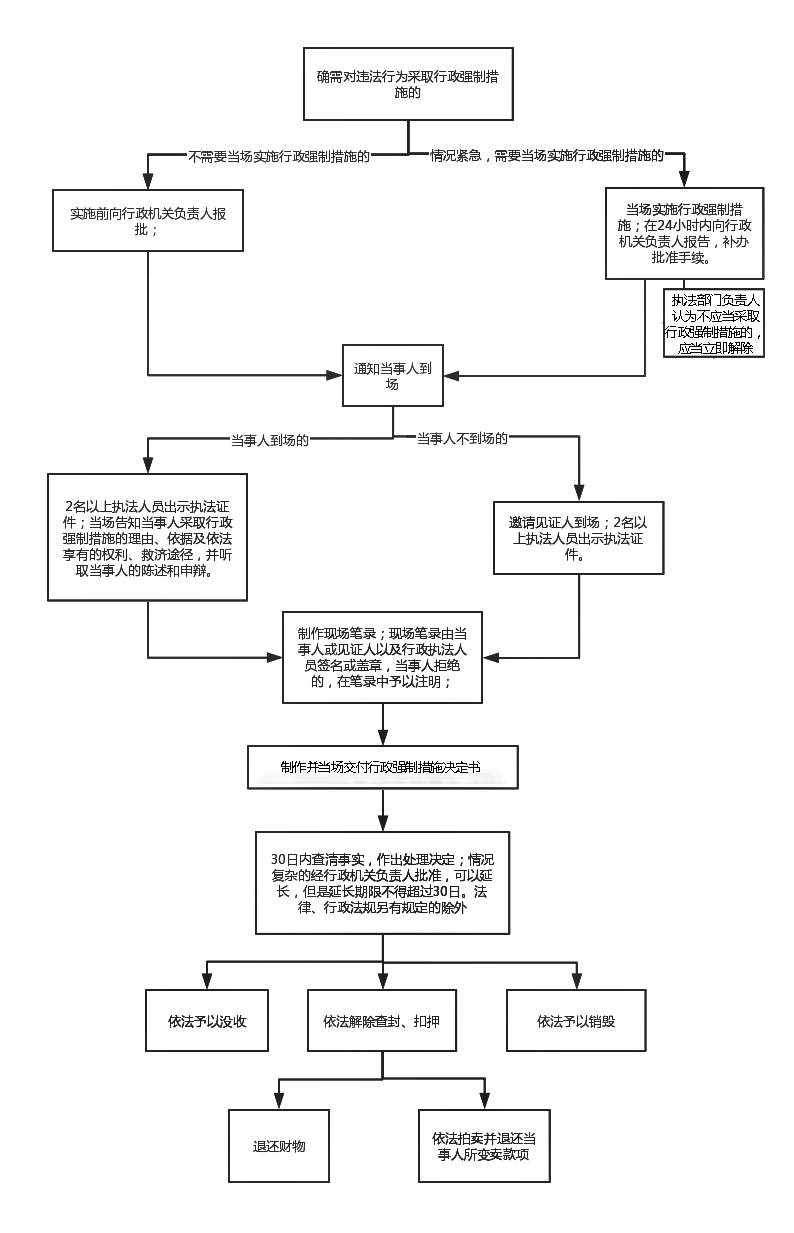 确需对违法行为采取行政强制措
施的
不需要当场实施行政强制措施的
情况紧急，需要当场实施行政强制措施的
实施前向行政机关负责人报
批；
当场实施行政强制措
施；在24小时内向行政
机关负责人报告，补办
批准手续。
执法部门负责人
认为不应当采取
行政强制措施的，
应当立即解除
通知当事人到
场
当事人到场的
当事人不到场的
2名以上执法人员出示执法证
件；当场告知当事人采取行政
强制措施的理由、依据及依法
享有的权利、救济途径，并听
取当事人的陈述和申辩。
邀请见证人到场；2名以
上执法人员出示执法证
件。
制作现场笔录；现场笔录由当
事人或见证人以及行政执法人
员签名或盖章，当事人拒绝
的，在笔录中予以注明；
制作并当场交付行政强制措施决定书
30日内查清事实，作出处理决定；情况
复杂的经行政机关负责人批准，可以延
长，但是延长期限不得超过30日。法
律、行政法规另有规定的除外
依法予以没收
依法解除查封、扣押
依法予以销毁
退还财物
依法拍卖并退还当
事人所变卖款项